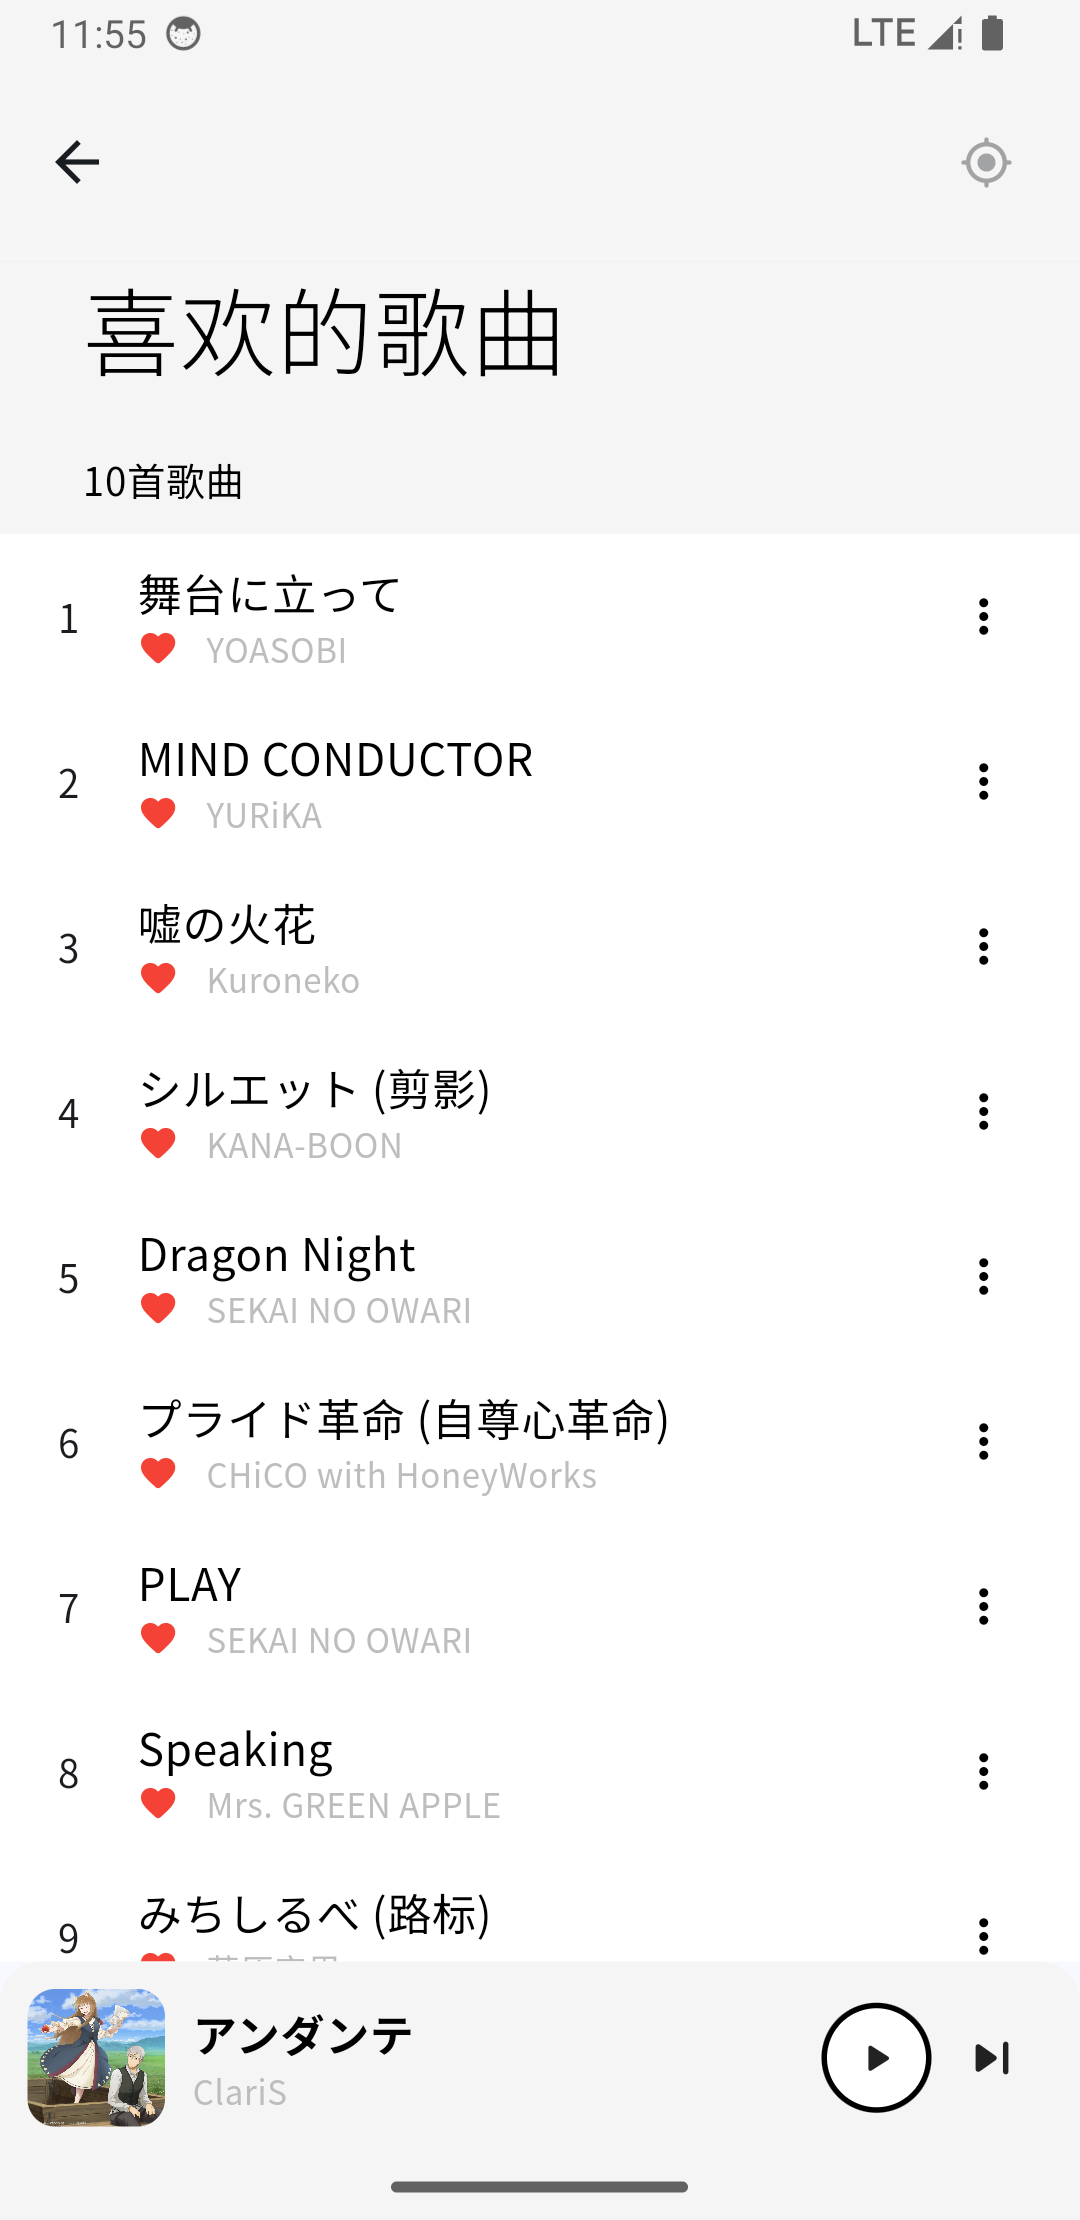 11:55
LTE
喜欢的歌曲
10首歌曲
1
舞台に立って
YOASOBI
2
MIND CONDUCTOR
YURiKA
3
嘘の火花
Kuroneko
4
シルエット (剪影)
KANA-BOON
5
Dragon Night
SEKAI NO OWARI
6
プライド革命 (自尊心革命)
CHiCO with HoneyWorks
7
PLAY
SEKAI NO OWARI
8
Speaking
Mrs. GREEN APPLE
9
みちしるべ (路标)
アンダンテ
ClariS